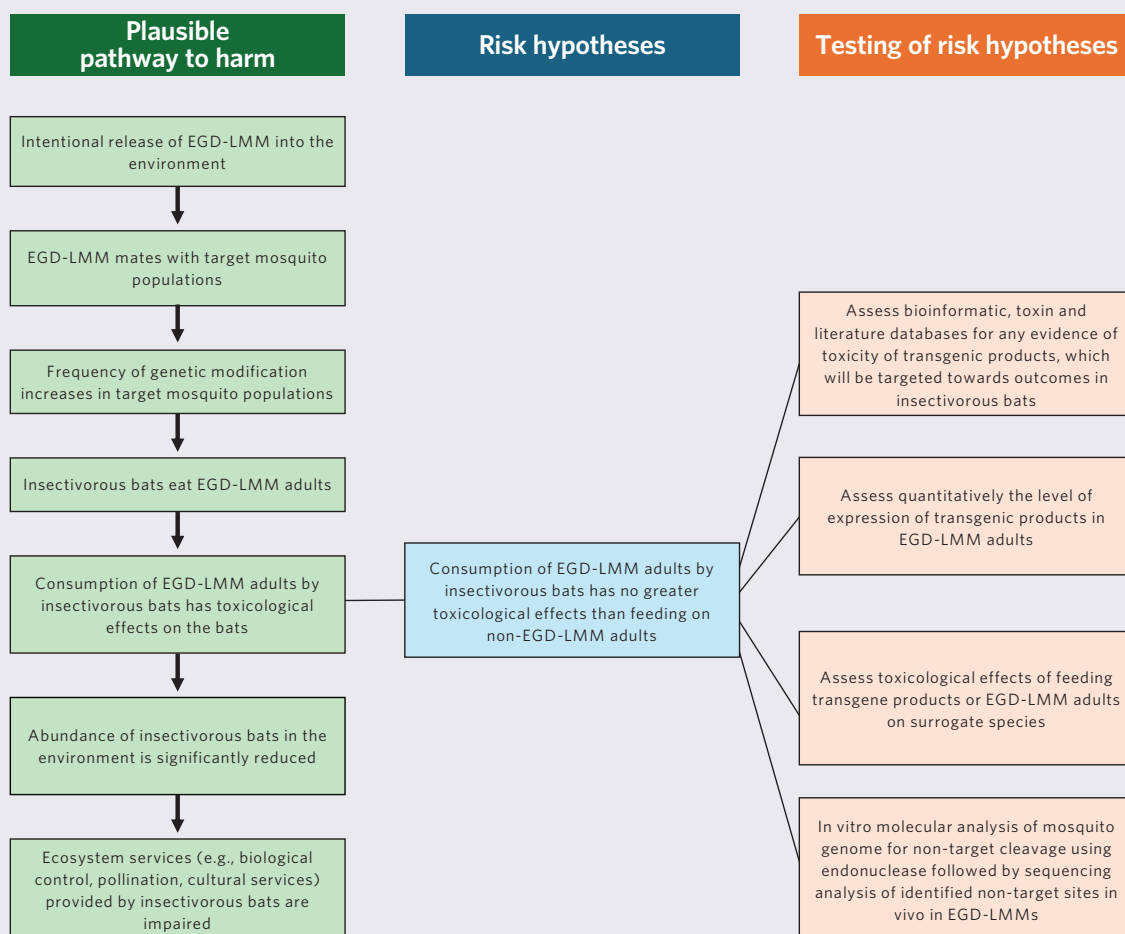 Plausible
pathway to harm
Risk hypotheses
Testing of risk hypotheses
Intentional release of EGD-LMM into the
environment
EGD-LMM mates with target mosquito
populations
Frequency of genetic modification
increases in target mosquito populations
Insectivorous bats eat EGD-LMM adults
Consumption of EGD-LMM adults by
insectivorous bats has toxicological
effects on the bats
Abundance of insectivorous bats in the
environment is significantly reduced
Ecosystem services (e.g., biological
control, pollination, cultural services)
provided by insectivorous bats are
impaired
Consumption of EGD-LMM adults by
insectivorous bats has no greater
toxicological effects than feeding on
non-EGD-LMM adults
Assess bioinformatic, toxin and
literature databases for any evidence of
toxicity of transgenic products, which
will be targeted towards outcomes in
insectivorous bats
Assess quantitatively the level of
expression of transgenic products in
EGD-LMM adults
Assess toxicological effects of feeding
transgene products or EGD-LMM adults
on surrogate species
In vitro molecular analysis of mosquito
genome for non-target cleavage using
endonuclease followed by sequencing
analysis of identified non-target sites in
vivo in EGD-LMMs